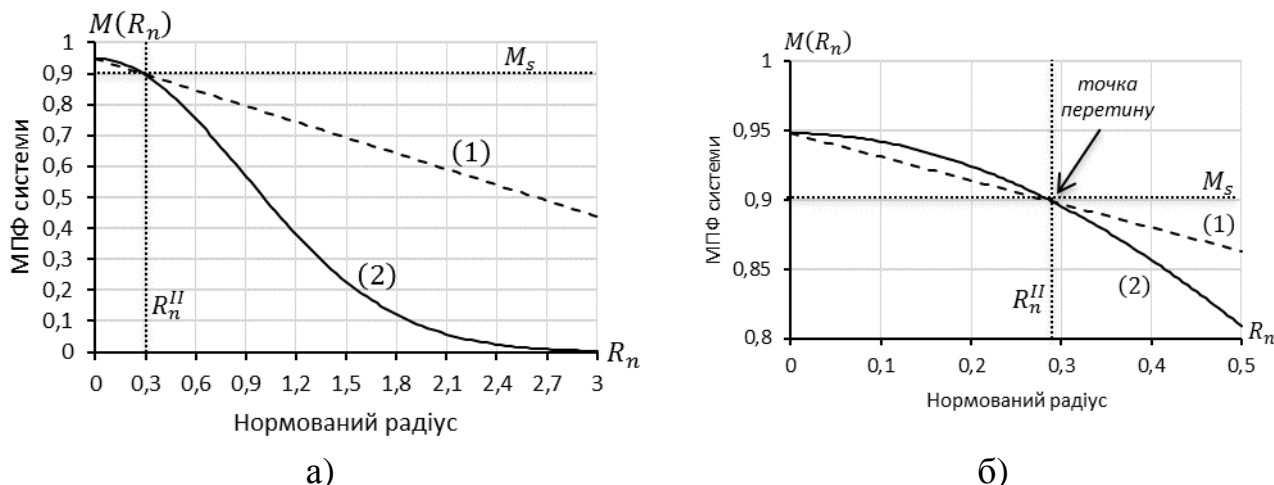 M(R_n)
1
0,9
0,8
0,7
0,6
0,5
0,4
0,3
0,2
0,1
0
МПФ системи
M_s
(1)
(2)
R_n^{II}
R_n
0 0,3 0,6 0,9 1,2 1,5 1,8 2,1 2,4 2,7 3
Нормований радіус
а)
M(R_n)
1
0,95
0,9
0,85
0,8
МПФ системи
точка
перетину
M_s
(1)
(2)
R_n^{II}
R_n
0 0,1 0,2 0,3 0,4 0,5
Нормований радіус
б)